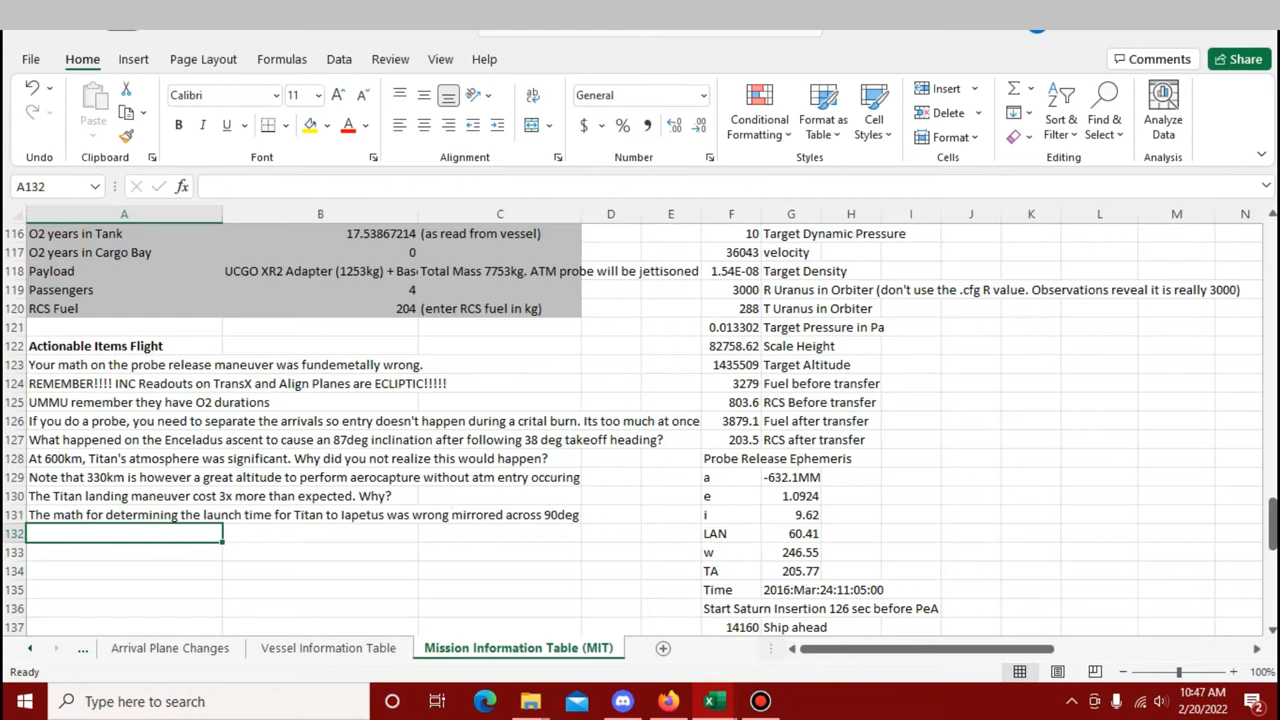 File Home Insert Page Layout Formulas Data Review View Help Comments Share
Calibri 11 General
Insert
Delete
Format
Paste B I U A $ % Conditional Formatting Format as Table Cell Styles Sort & Filter Find & Select Analyze Data
Undo Clipboard Font Alignment Number Styles Cells Editing Analysis
A132 fx
A B C D E F G H I J K L M N
116 O2 years in Tank 17.53867214 (as read from vessel) 10 Target Dynamic Pressure
117 O2 years in Cargo Bay 0 36043 velocity
118 Payload UCGO XR2 Adapter (1253kg) + Bas Total Mass 7753kg. ATM probe will be jettisoned 1.54E-08 Target Density
119 Passengers 4 3000 R Uranus in Orbiter (don't use the .cfg R value. Observations reveal it is really 3000)
120 RCS Fuel 204 (enter RCS fuel in kg) 288 T Uranus in Orbiter
121 0.013302 Target Pressure in Pa
122 Actionable Items Flight 82758.62 Scale Height
123 Your math on the probe release maneuver was fundemetally wrong. 1435509 Target Altitude
124 REMEMBER!!!! INC Readouts on TransX and Align Planes are ECLIPTIC!!!!! 3279 Fuel before transfer
125 UMMU remember they have O2 durations 803.6 RCS Before transfer
126 If you do a probe, you need to separate the arrivals so entry doesn't happen during a crital burn. Its too much at once 3879.1 Fuel after transfer
127 What happened on the Enceladus ascent to cause an 87deg inclination after following 38 deg takeoff heading? 203.5 RCS after transfer
128 At 600km, Titan's atmosphere was significant. Why did you not realize this would happen? Probe Release Ephemeris
129 Note that 330km is however a great altitude to perform aerocapture without atm entry occuring a -632.1MM
130 The Titan landing maneuver cost 3x more than expected. Why? e 1.0924
131 The math for determining the launch time for Titan to Iapetus was wrong mirrored across 90deg i 9.62
132 LAN 60.41
133 w 246.55
134 TA 205.77
135 Time 2016:Mar:24:11:05:00
136 Start Saturn Insertion 126 sec before PeA
137 14160 Ship ahead
... Arrival Plane Changes Vessel Information Table Mission Information Table (MIT)
Ready 100%
Type here to search 10:47 AM
2/20/2022 2